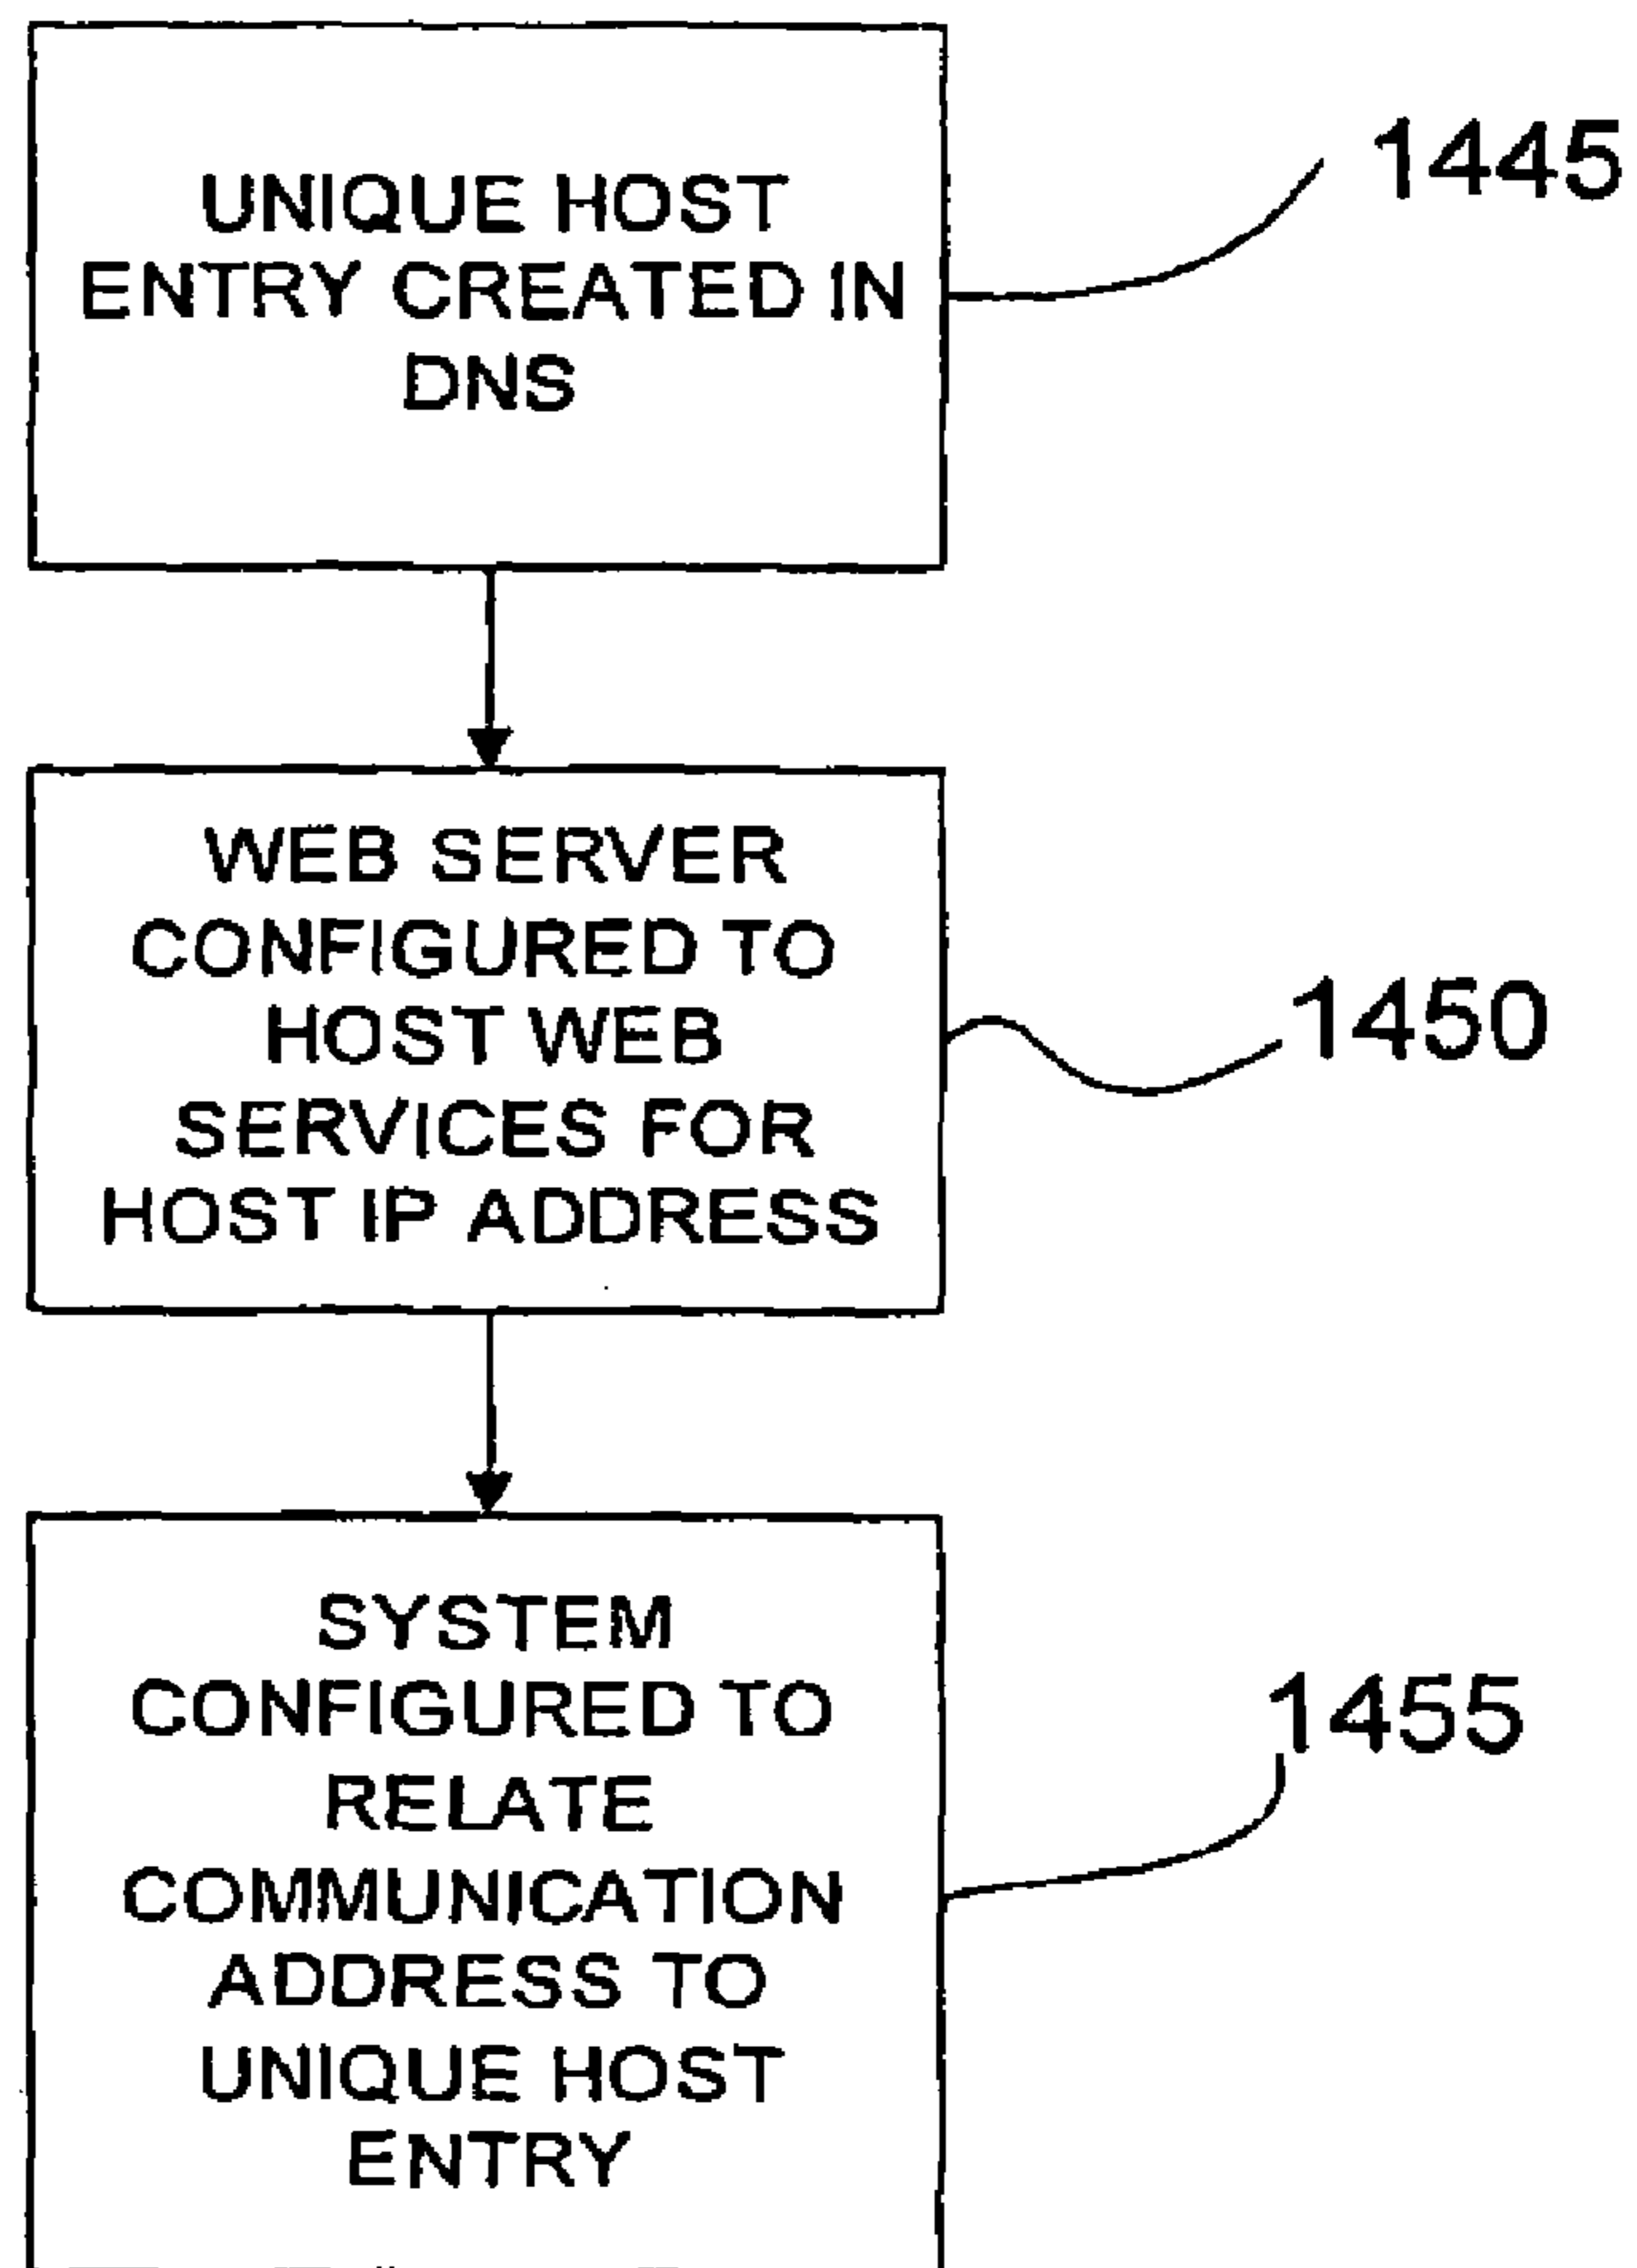 UNIQUE HOST
ENTRY CREATED IN
DNS
1445
WEB SERVER
CONFIGURED TO
HOST WEB
SERVICES FOR
HOST IP ADDRESS
1450
SYSTEM
CONFIGURED TO
RELATE
COMMUNICATION
ADDRESS TO
UNIQUE HOST
ENTRY
1455